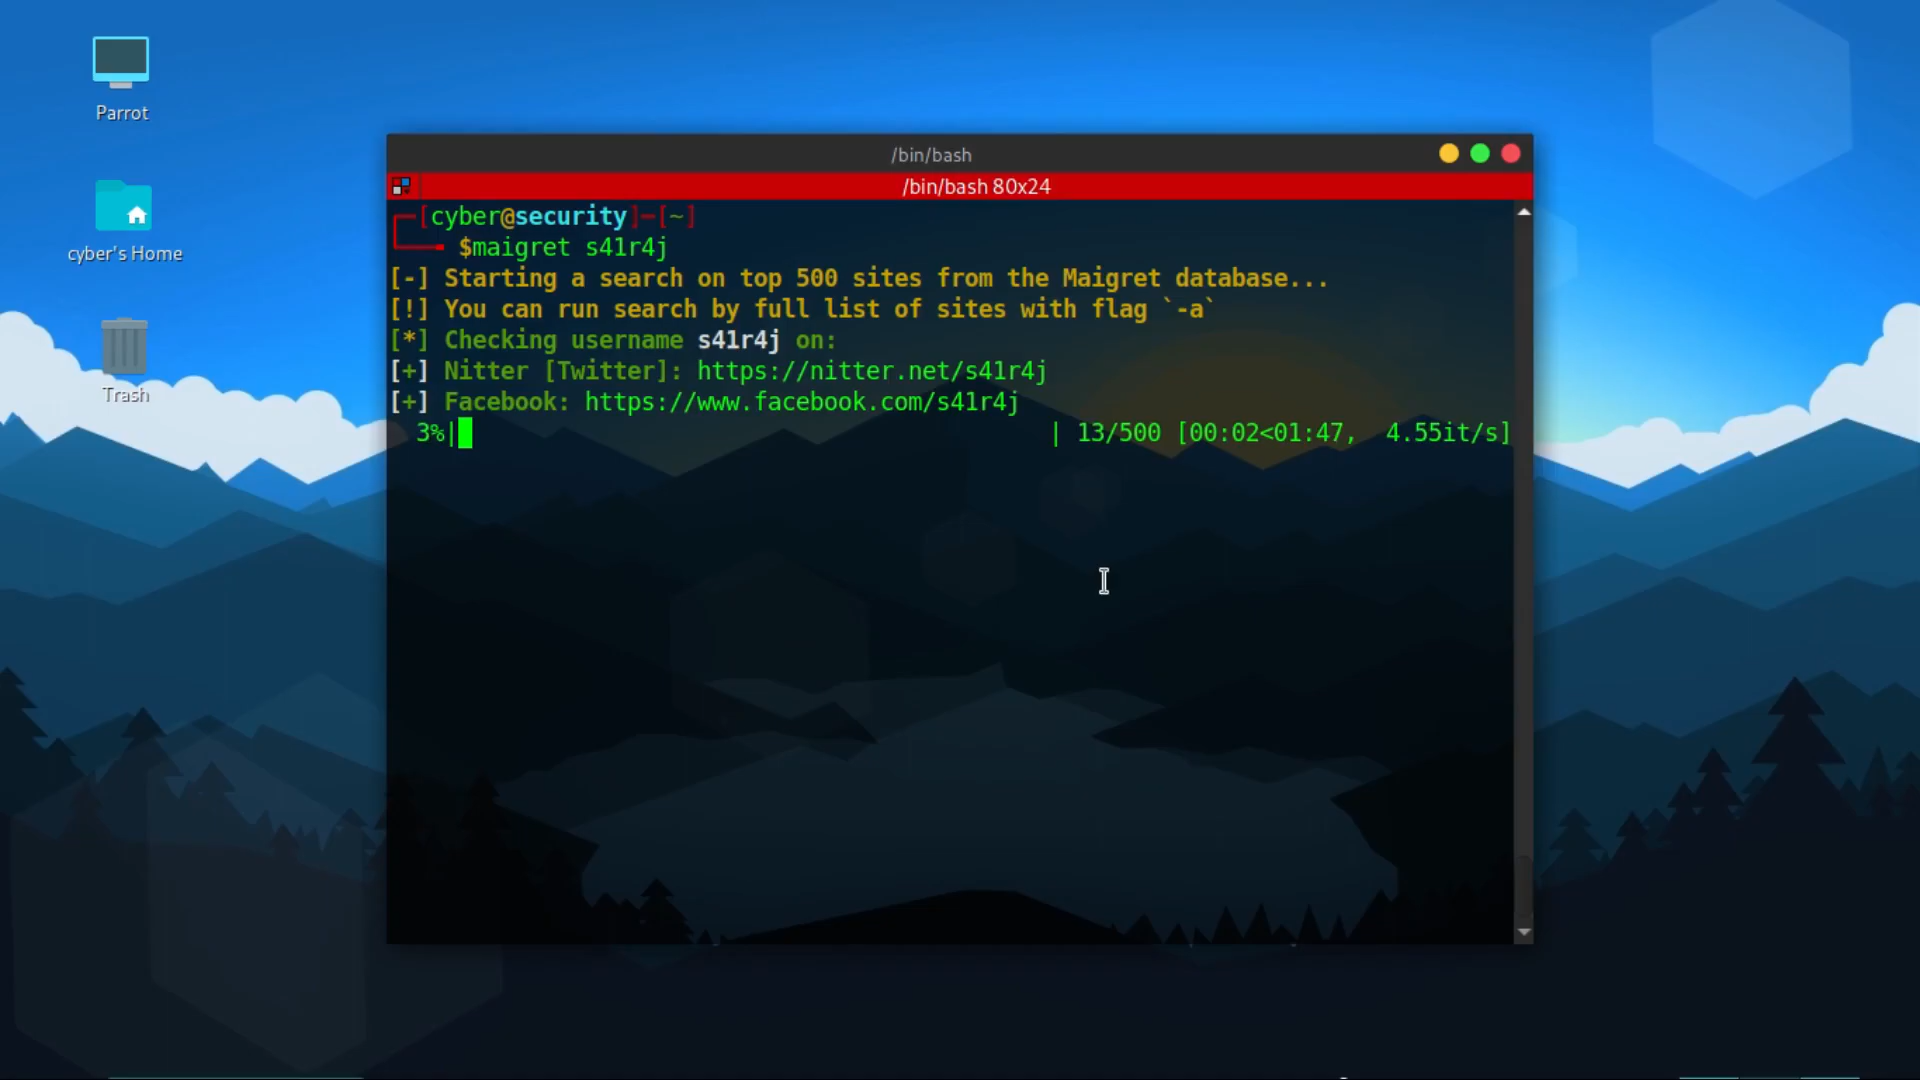 Parrot
cyber's Home
Trash
/bin/bash
/bin/bash 80x24
[cyber@security]-[~]
$maigret s41r4j
[-] Starting a search on top 500 sites from the Maigret database...
[!] You can run search by full list of sites with flag `-a`
[*] Checking username s41r4j on:
[+] Nitter [Twitter]: https://nitter.net/s41r4j
[+] Facebook: https://www.facebook.com/s41r4j
3%| | 13/500 [00:02<01:47, 4.55it/s]